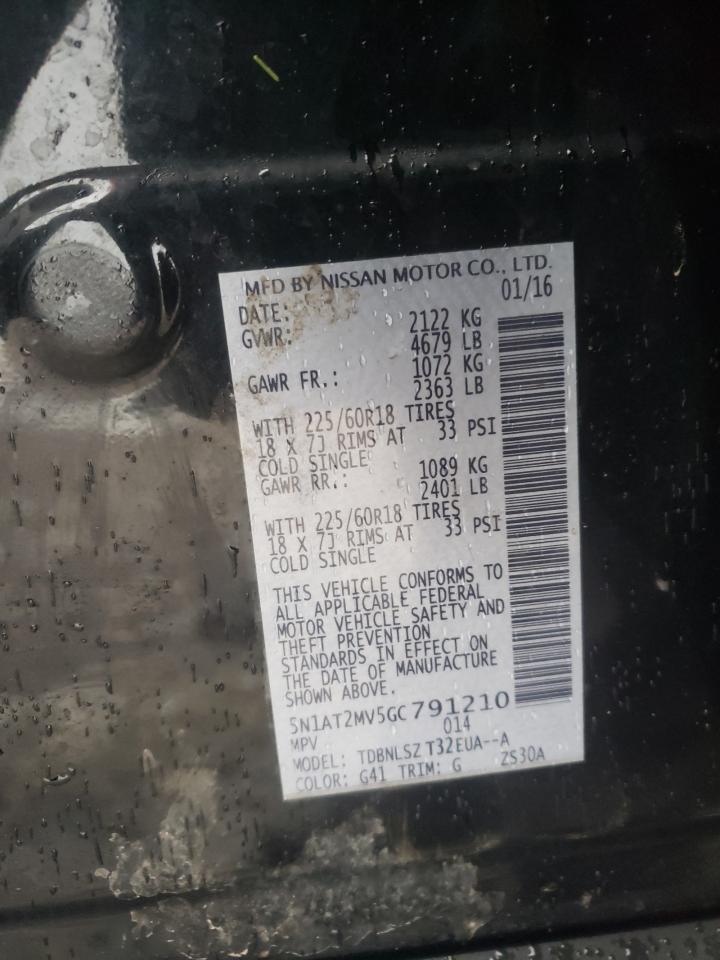 MFD BY NISSAN MOTOR CO., LTD.
DATE: 01/16
GVWR: 2122 KG
4679 LB
GAWR FR.: 1072 KG
2363 LB
WITH 225/60R18 TIRES
18 X 7J RIMS AT 33 PSI
COLD SINGLE
GAWR RR.: 1089 KG
2401 LB
WITH 225/60R18 TIRES
18 X 7J RIMS AT 33 PSI
COLD SINGLE
THIS VEHICLE CONFORMS TO
ALL APPLICABLE FEDERAL
MOTOR VEHICLE SAFETY AND
THEFT PREVENTION
STANDARDS IN EFFECT ON
THE DATE OF MANUFACTURE
SHOWN ABOVE.
5N1AT2MV5GC791210
MPV 014
MODEL: TDBNLSZ T32EUA--A
COLOR: G41 TRIM: G ZS30A